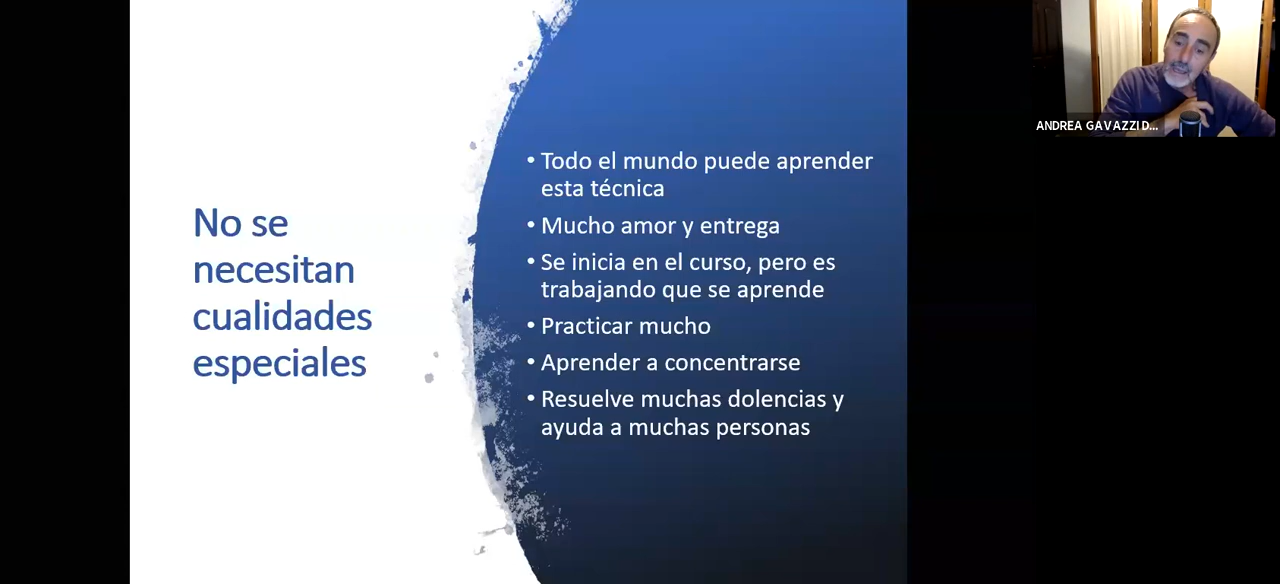 No se
necesitan
cualidades
especiales
• Todo el mundo puede aprender
esta técnica
• Mucho amor y entrega
• Se inicia en el curso, pero es
trabajando que se aprende
• Practicar mucho
• Aprender a concentrarse
• Resuelve muchas dolencias y
ayuda a muchas personas
ANDREA GAVAZZI D...